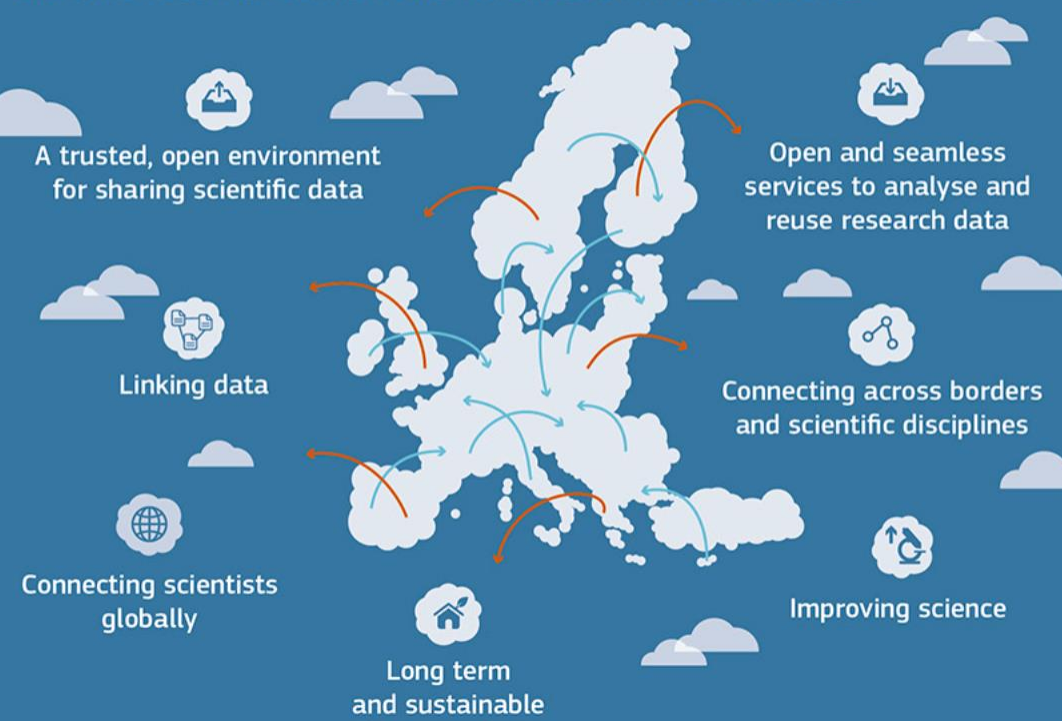 A trusted, open environment
for sharing scientific data
Open and seamless
services to analyse and
reuse research data
Linking data
Connecting across borders
and scientific disciplines
Connecting scientists
globally
Improving science
Long term
and sustainable